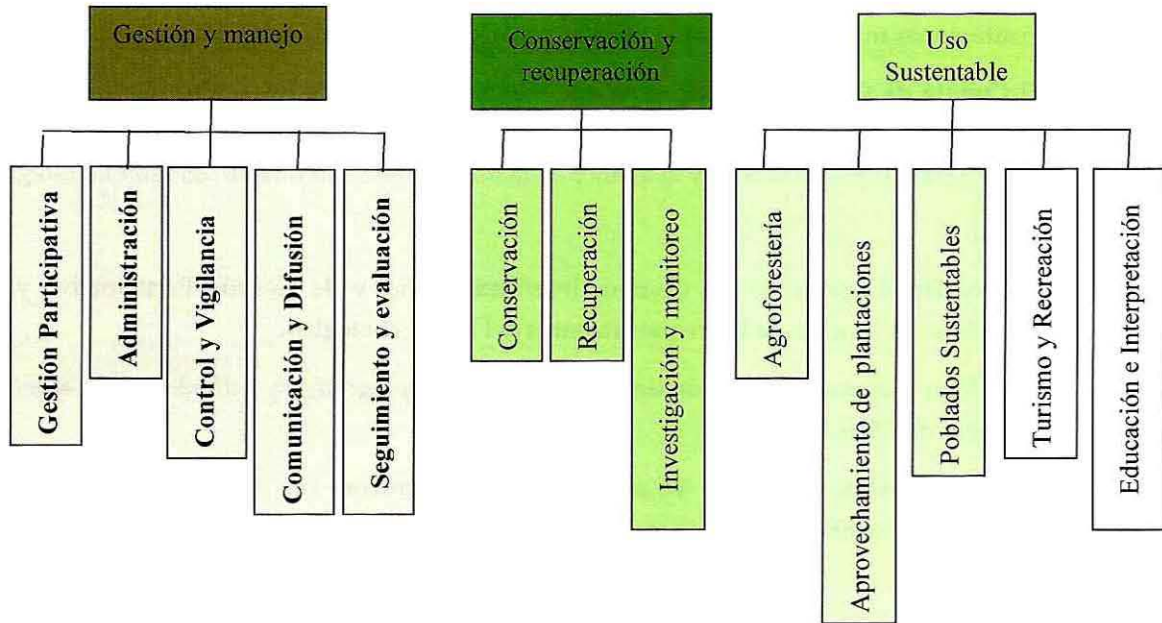 Gestión y manejo
Gestión Participativa
Administración
Control y Vigilancia
Comunicación y Difusión
Seguimiento y evaluación
Conservación y
recuperación
Conservación
Recuperación
Investigación y monitoreo
Uso
Sustentable
Agroforestería
Aprovechamiento de plantaciones
Poblados Sustentables
Turismo y Recreación
Educación e Interpretación